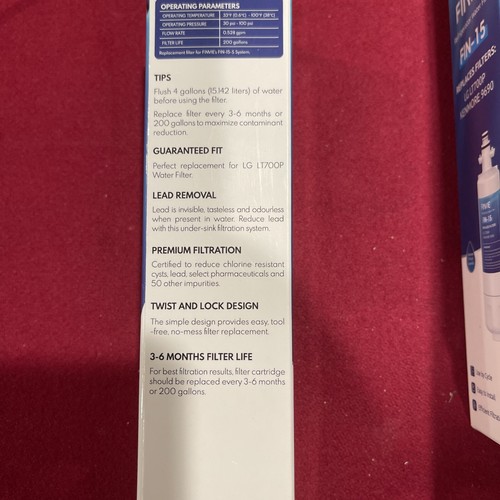 OPERATING PARAMETERS
OPERATING TEMPERATURE 33°F (0.6°C) - 100°F (38°C)
OPERATING PRESSURE 30 psi - 100 psi
FLOW RATE 0.528 gpm
FILTER LIFE 200 gallons
Replacement filter for FINVIE's FIN-15-S System.
TIPS
Flush 4 gallons (15.142 liters) of water
before using the filter.
Replace filter every 3-6 months or
200 gallons to maximize contaminant
reduction.
GUARANTEED FIT
Perfect replacement for LG LT700P
Water Filter.
LEAD REMOVAL
Lead is invisible, tasteless and odourless
when present in water. Reduce lead
with this under-sink filtration system.
PREMIUM FILTRATION
Certified to reduce chlorine resistant
cysts, lead, select pharmaceuticals and
50 other impurities.
TWIST AND LOCK DESIGN
The simple design provides easy, tool
-free, no-mess filter replacement.
3-6 MONTHS FILTER LIFE
For best filtration results, filter cartridge
should be replaced every 3-6 months
or 200 gallons.
FIN-15
REPLACES FILTERS:
LG LT700P
KENMORE 9690